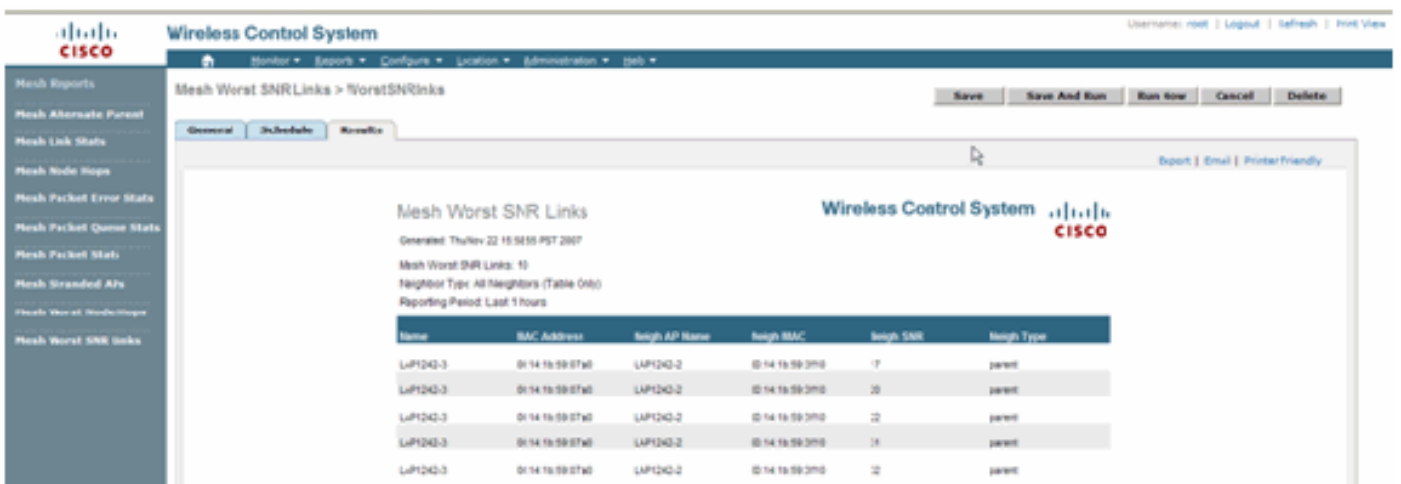 Username: root | Logout | Refresh | Print View
CISCO
Wireless Control System
Monitor Reports Configure Location Administration Help
Mesh Reports
Mesh Alternate Parent
Mesh Link Stats
Mesh Node Hops
Mesh Packet Error Stats
Mesh Packet Queue Stats
Mesh Packet Stats
Mesh Stranded APs
Mesh Worst Node Hops
Mesh Worst SNR links
Mesh Worst SNR Links > WorstSNRlnks
Save Save And Run Run Now Cancel Delete
General Schedule Results
Export | Email | Printer Friendly
Mesh Worst SNR Links
Wireless Control System
CISCO
Generated: Thu Nov 22 PST 2007
Mesh Worst SNR Links: 10
Neighbor Type: All Neighbors (Table Only)
Reporting Period: Last 1 hours
Name MAC Address Neigh AP Name Neigh MAC Neigh SNR Neigh Type
LAP1242-3 LAP1242-2 parent
LAP1242-3 LAP1242-2 parent
LAP1242-3 LAP1242-2 parent
LAP1242-3 LAP1242-2 parent
LAP1242-3 LAP1242-2 parent